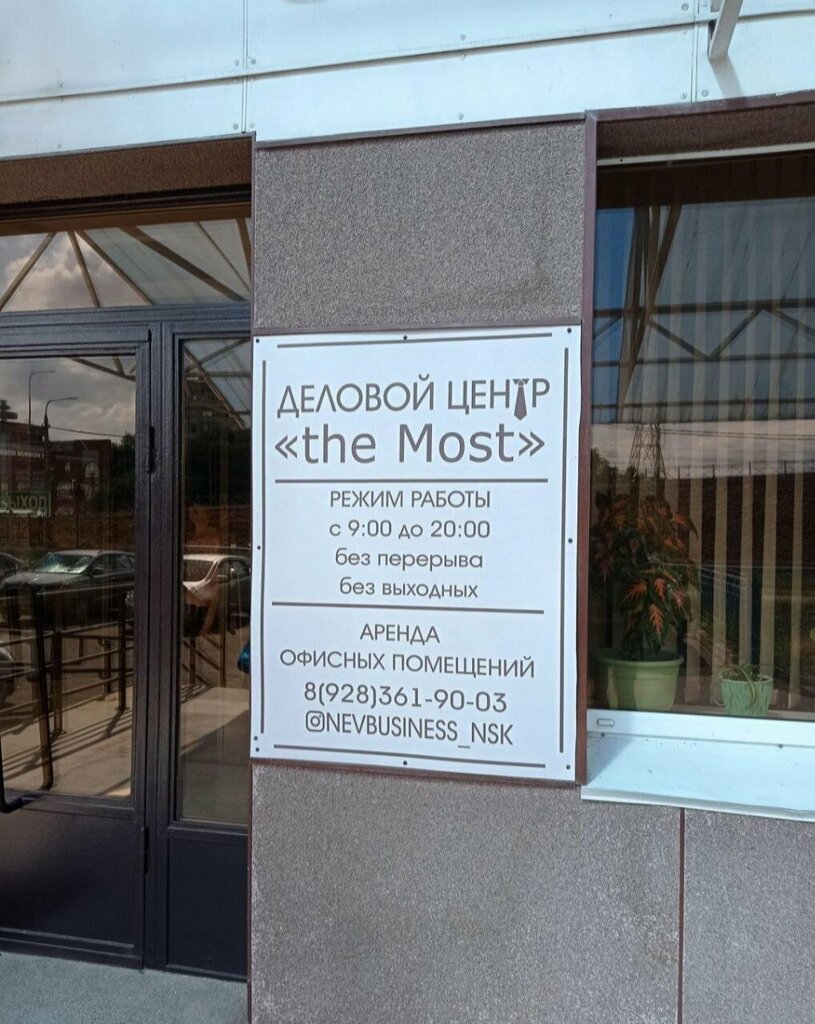 ДЕЛОВОЙ ЦЕНТР
«the Most»
РЕЖИМ РАБОТЫ
с 9:00 до 20:00
без перерыва
без выходных
АРЕНДА
ОФИСНЫХ ПОМЕЩЕНИЙ
8(928)361-90-03
NEVBUSINESS_NSK